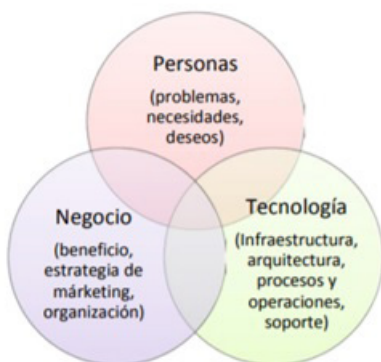 Personas
(problemas,
necesidades,
deseos)
Negocio
(beneficio,
estrategia de
márketing,
organización)
Tecnología
(Infraestructura,
arquitectura,
procesos y
operaciones,
soporte)